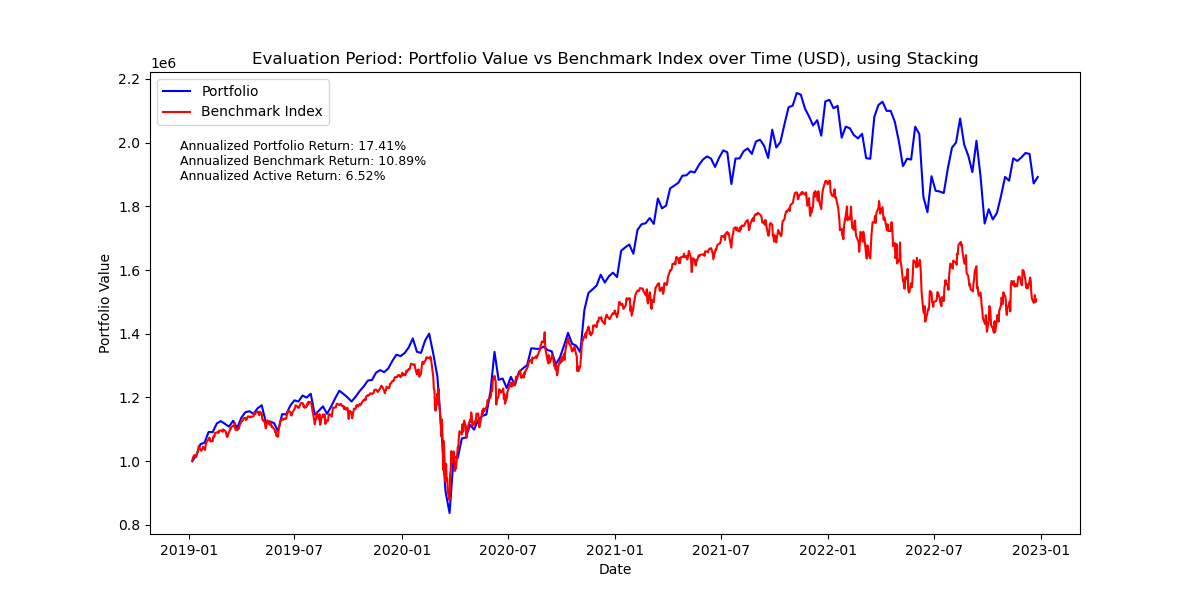 Evaluation Period: Portfolio Value vs Benchmark Index over Time (USD), using Stacking
1e6
2.2
2.0
1.8
1.6
1.4
1.2
1.0
0.8
Portfolio Value
Portfolio
Benchmark Index
Annualized Portfolio Return: 17.41%
Annualized Benchmark Return: 10.89%
Annualized Active Return: 6.52%
2019-01 2019-07 2020-01 2020-07 2021-01 2021-07 2022-01 2022-07 2023-01
Date